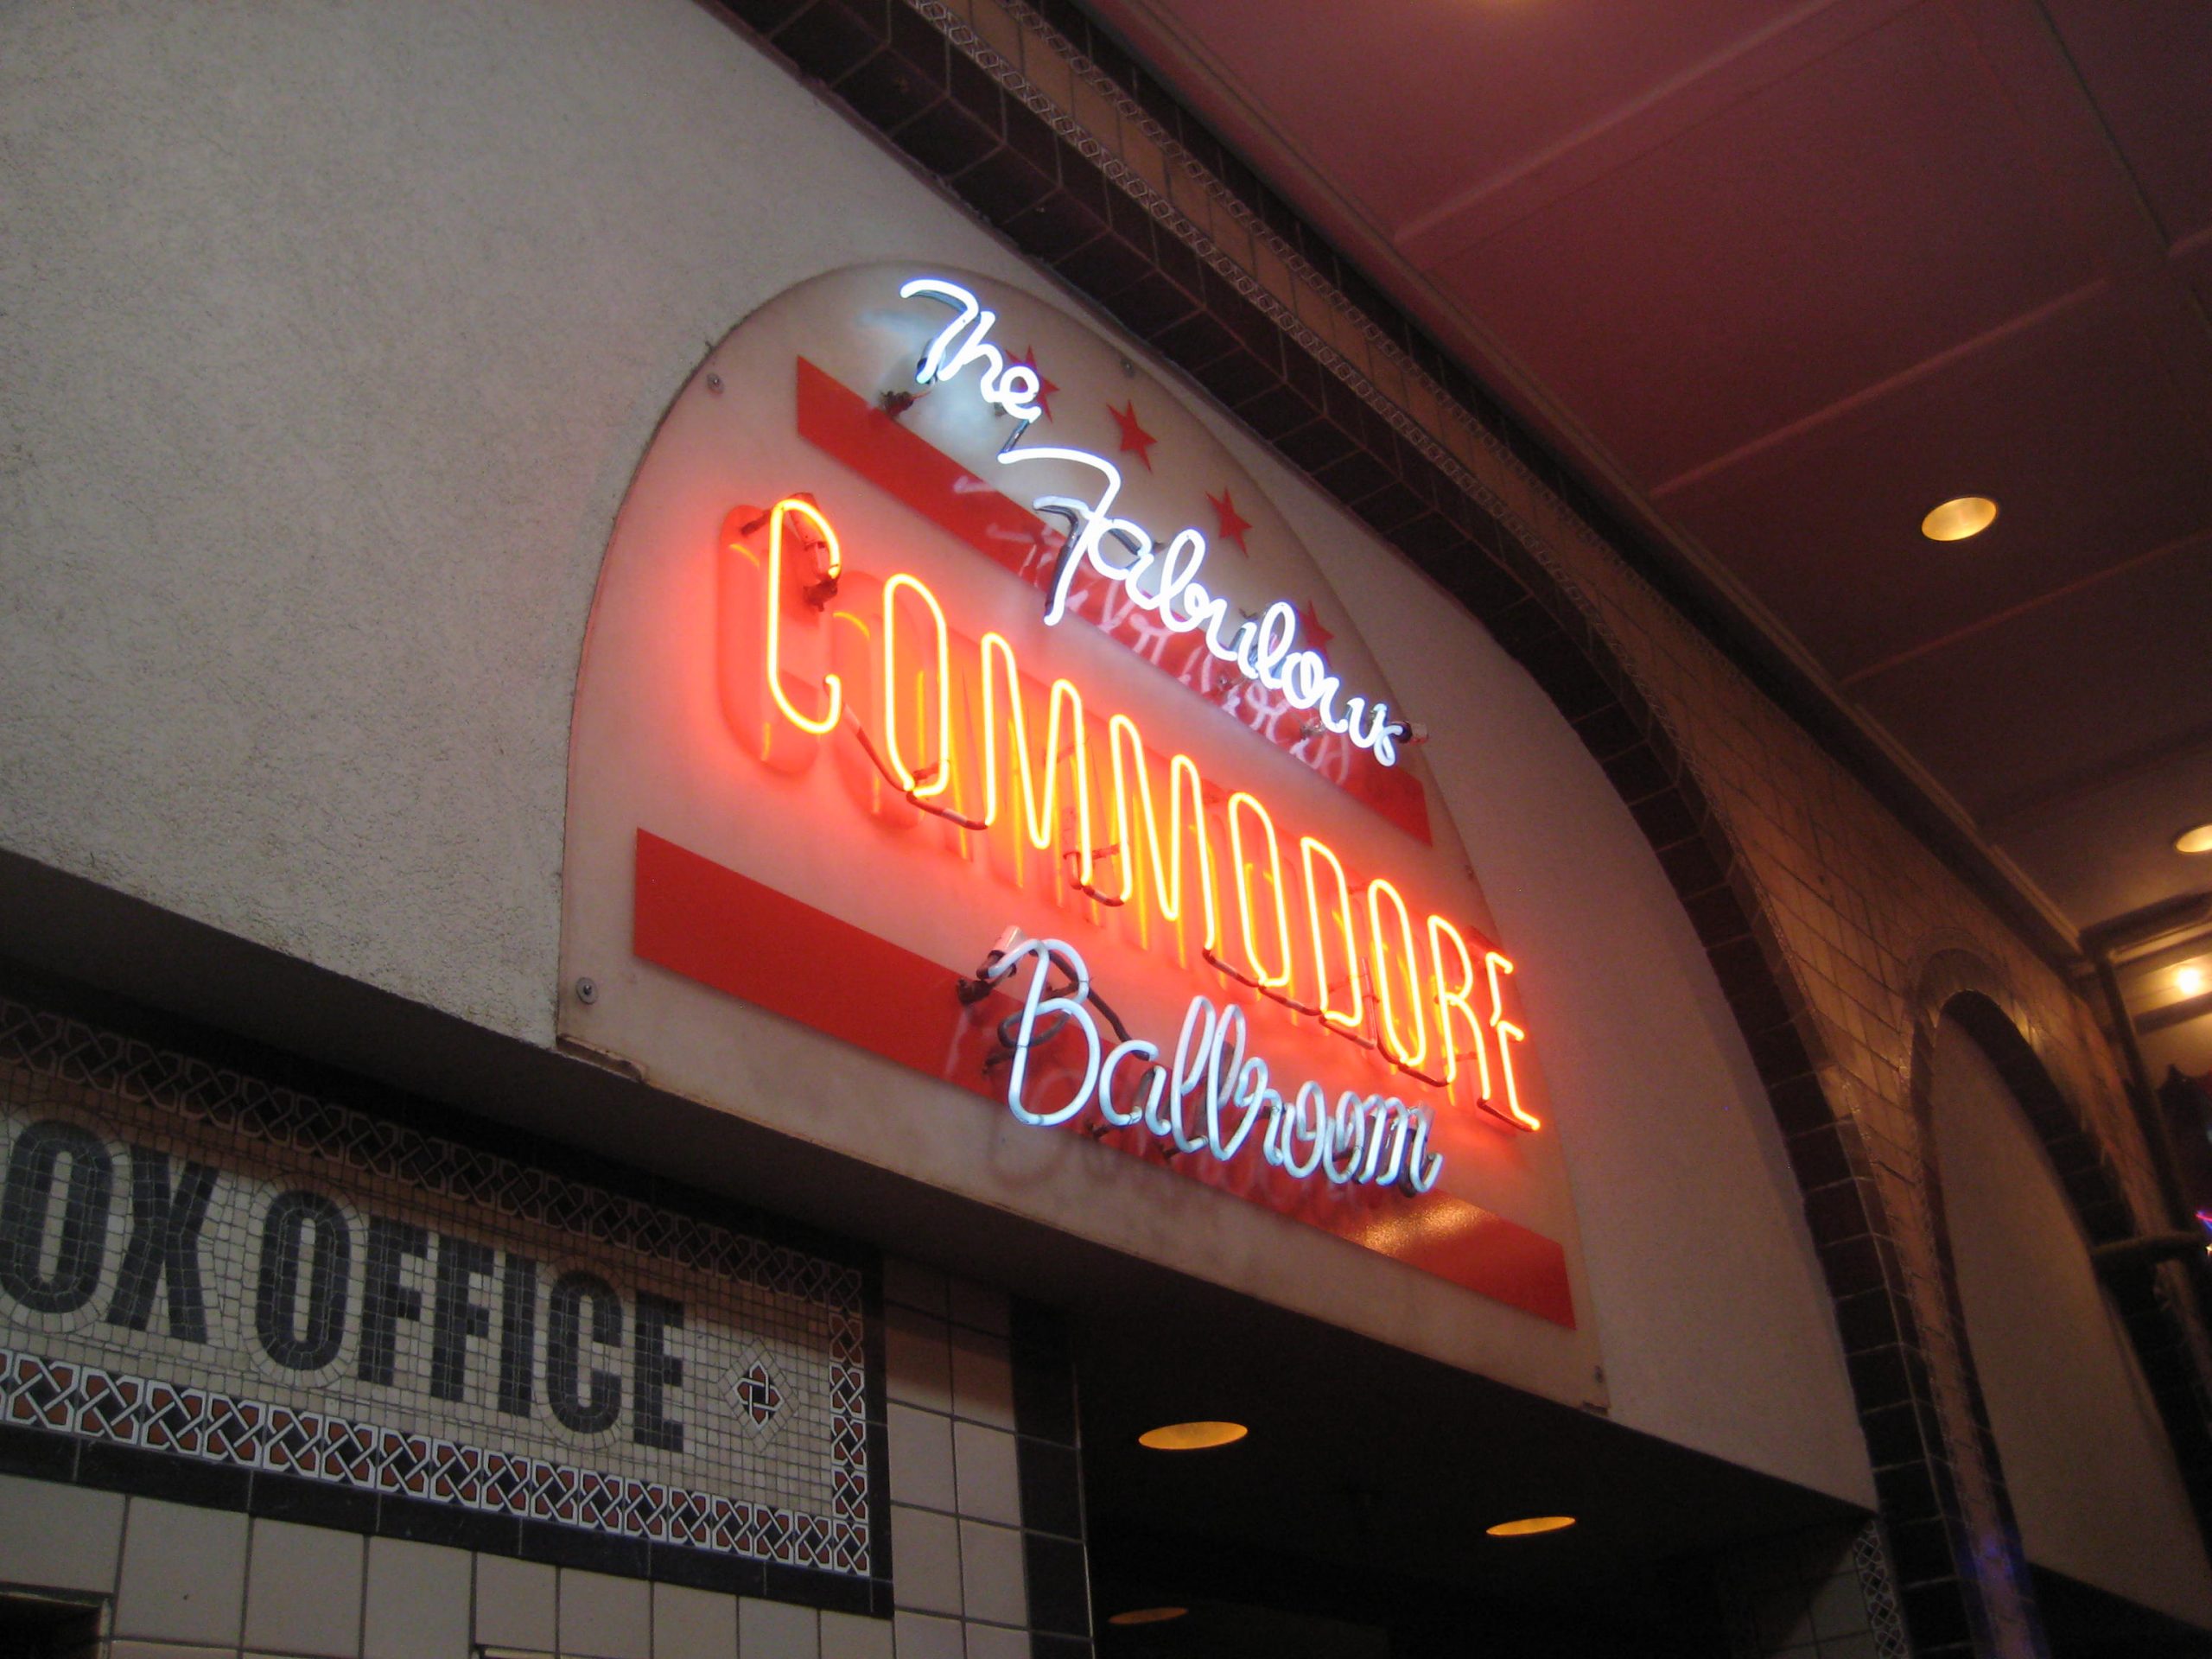 The Fabulous
COMMODORE
Ballroom
OX OFFICE